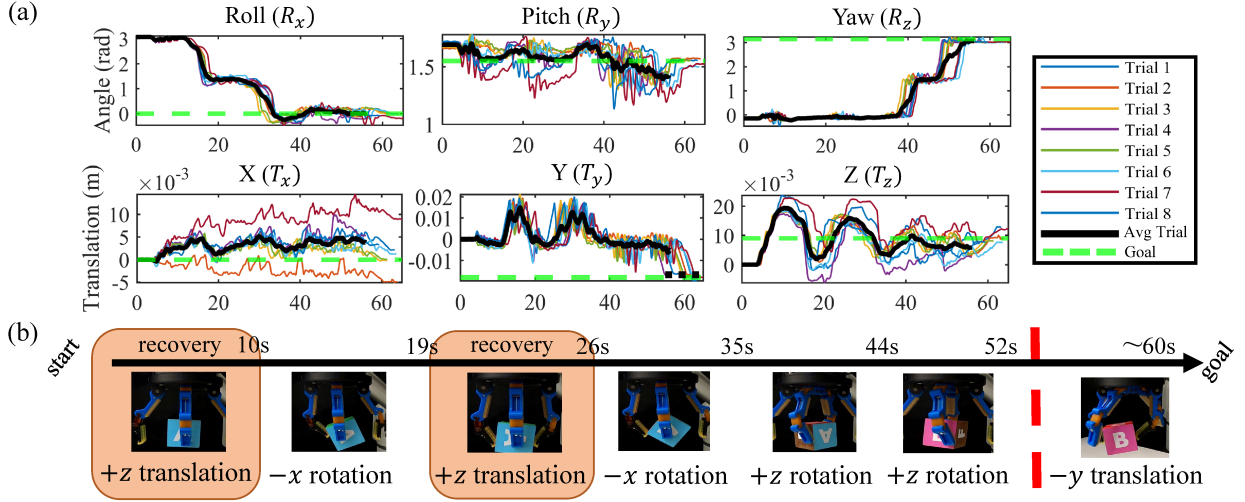 (a)
Roll (Rₓ)
Pitch (R_y)
Yaw (R_z)
Angle (rad)
3
2
1
0
0 20 40 60
1.5
1
0 20 40 60
3
2
1
0
0 20 40 60
Trial 1
Trial 2
Trial 3
Trial 4
Trial 5
Trial 6
Trial 7
Trial 8
Avg Trial
Goal
X (Tₓ)
Y (T_y)
Z (T_z)
Translation (m)
×10⁻³
10
5
0
-5
0 20 40 60
0.02
0.01
0
-0.01
0 20 40 60
×10⁻³
20
10
0
0 20 40 60
(b)
start
recovery 10s 19s recovery 26s 35s 44s 52s ~60s
goal
A
B
+z translation −x rotation +z translation −x rotation +z rotation +z rotation −y translation